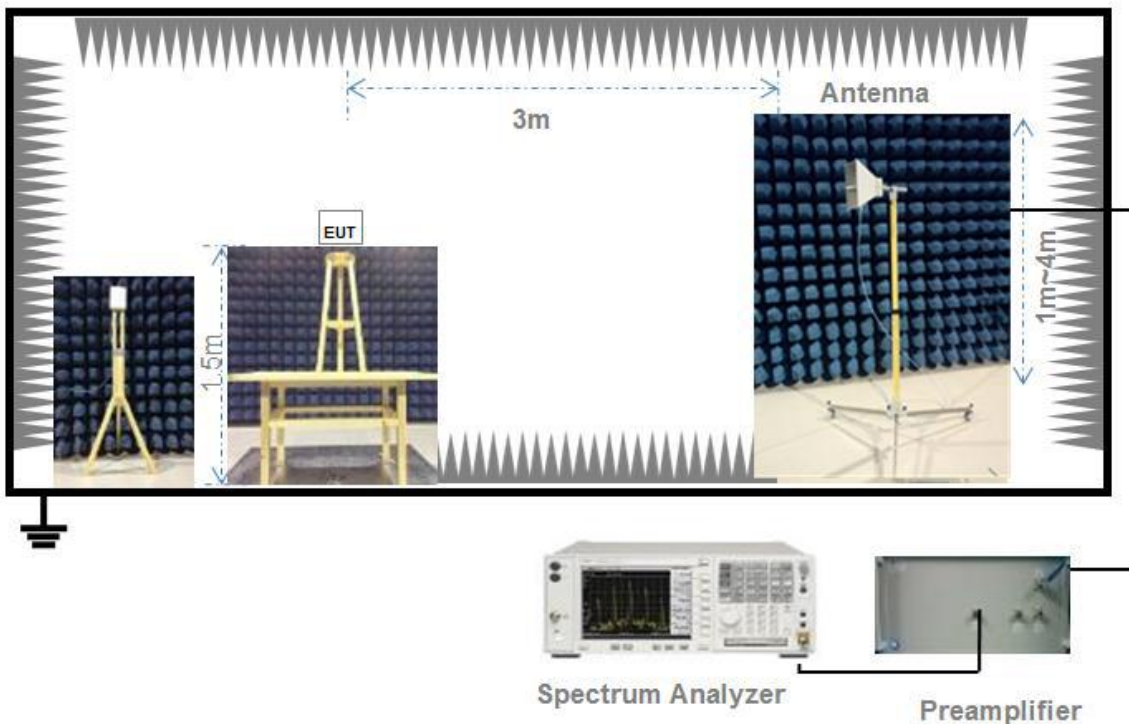 Antenna
3m
EUT
1.5m
1m~4m
Spectrum Analyzer
Preamplifier